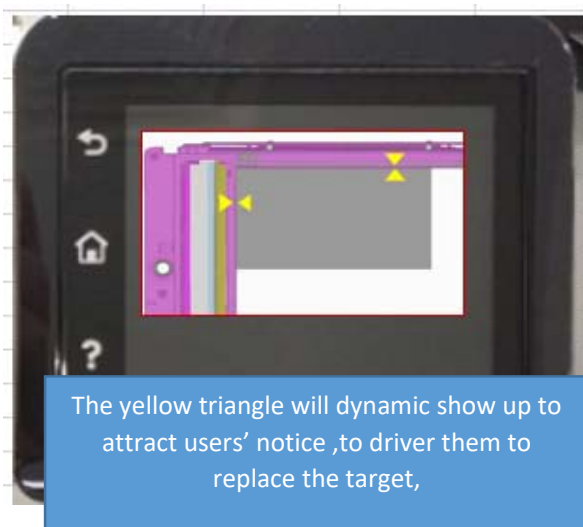 ?
The yellow triangle will dynamic show up to
attract users’ notice ,to driver them to
replace the target,